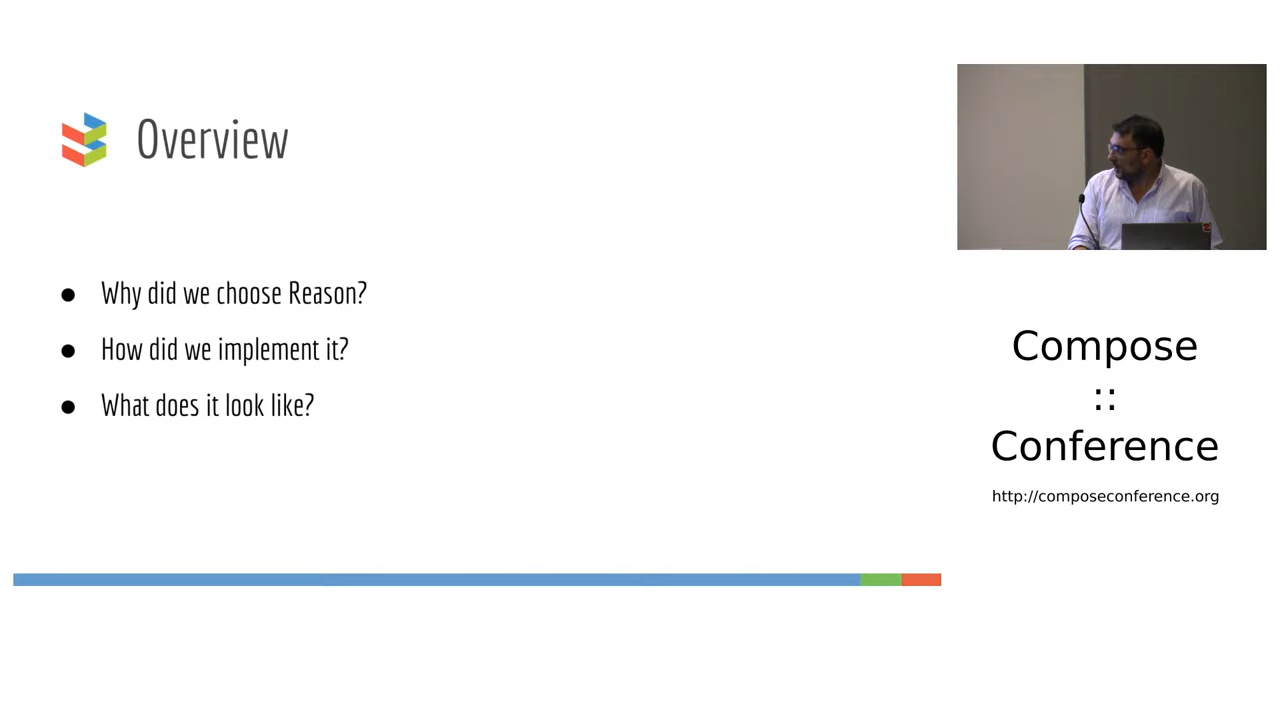 Overview
Why did we choose Reason?
How did we implement it?
What does it look like?
Compose
::
Conference
http://composeconference.org